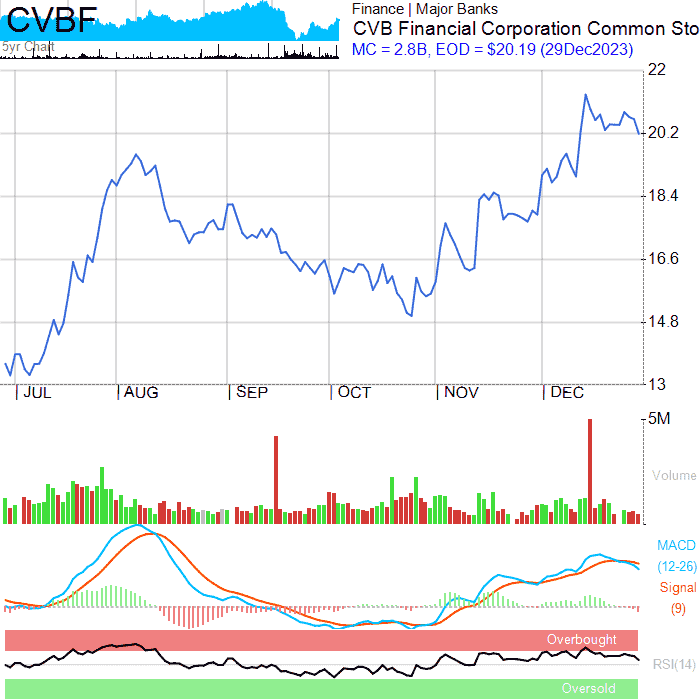 CVBF
5yr Chart
Finance | Major Banks
CVB Financial Corporation Common Sto
MC = 2.8B, EOD = $20.19 (29Dec2023)
22
20.2
18.4
16.6
14.8
13
JUL
AUG
SEP
OCT
NOV
DEC
5M
Volume
MACD
(12-26)
Signal
(9)
Overbought
RSI(14)
Oversold